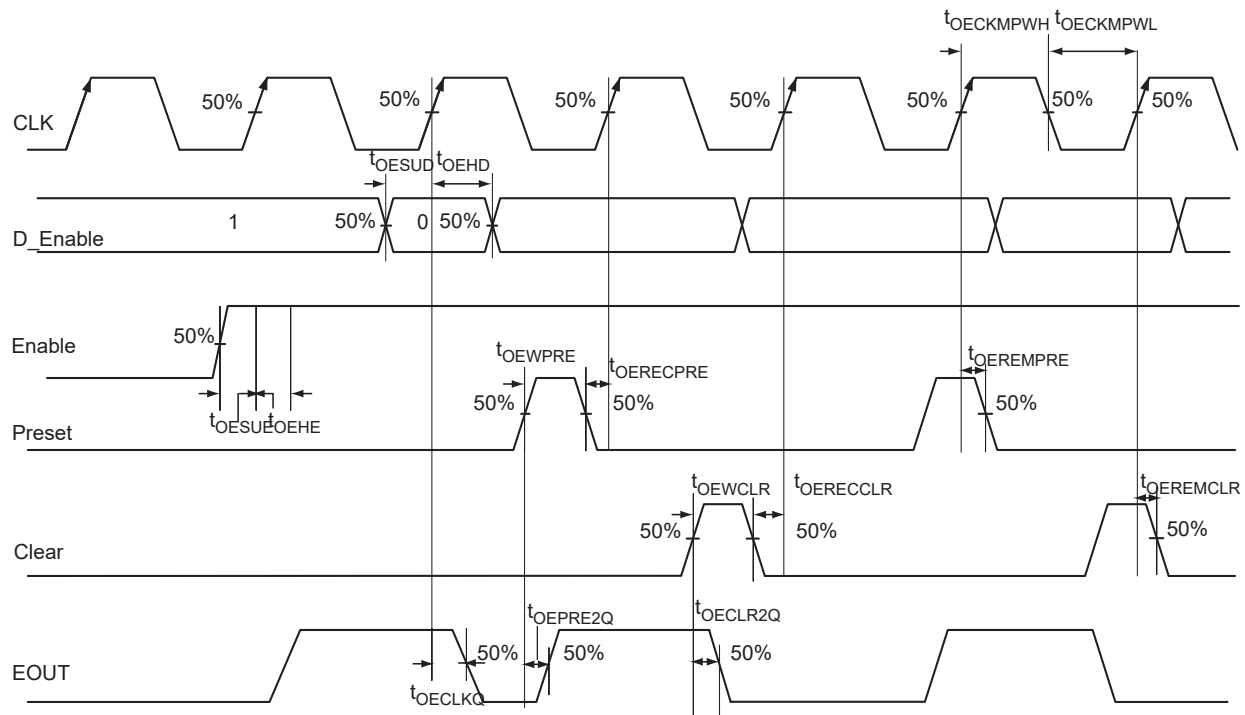 tOECKMPWH tOECKMPWL
CLK
50% 50% 50% 50% 50% 50% 50%
tOESUD tOEHD
D_Enable
1 50% 0 50%
Enable
50%
tOESUE tOEHE
tOEWPRE tOERECPRE tOEREMPRE
Preset
50% 50% 50%
tOEWCLR tOERECCLR tOEREMCLR
Clear
50% 50% 50%
tOEPRE2Q tOECLR2Q
EOUT
50% 50% 50%
tOECLKQ